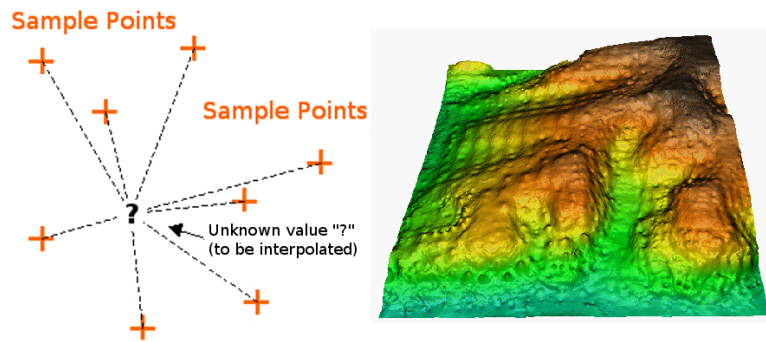 Sample Points
Sample Points
?
Unknown value "?"
(to be interpolated)